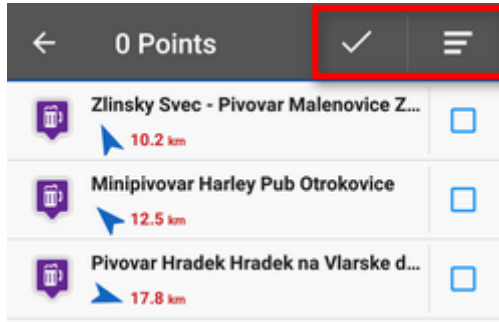 0 Points
Zlinsky Svec - Pivovar Malenovice Z...
10.2 km
Minipivovar Harley Pub Otrokovice
12.5 km
Pivovar Hradek Hradek na Vlarske d...
17.8 km